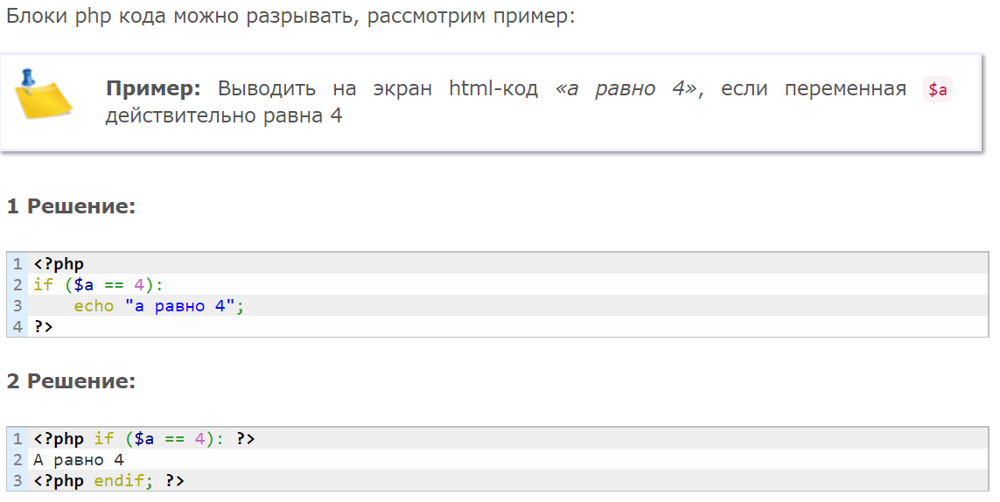 Блоки php кода можно разрывать, рассмотрим пример:
Пример: Выводить на экран html-код «а равно 4», если переменная $a
действительно равна 4
1 Решение:
1 <?php
2 if ($a == 4):
3     echo "а равно 4";
4 ?>
2 Решение:
1 <?php if ($a == 4): ?>
2 А равно 4
3 <?php endif; ?>